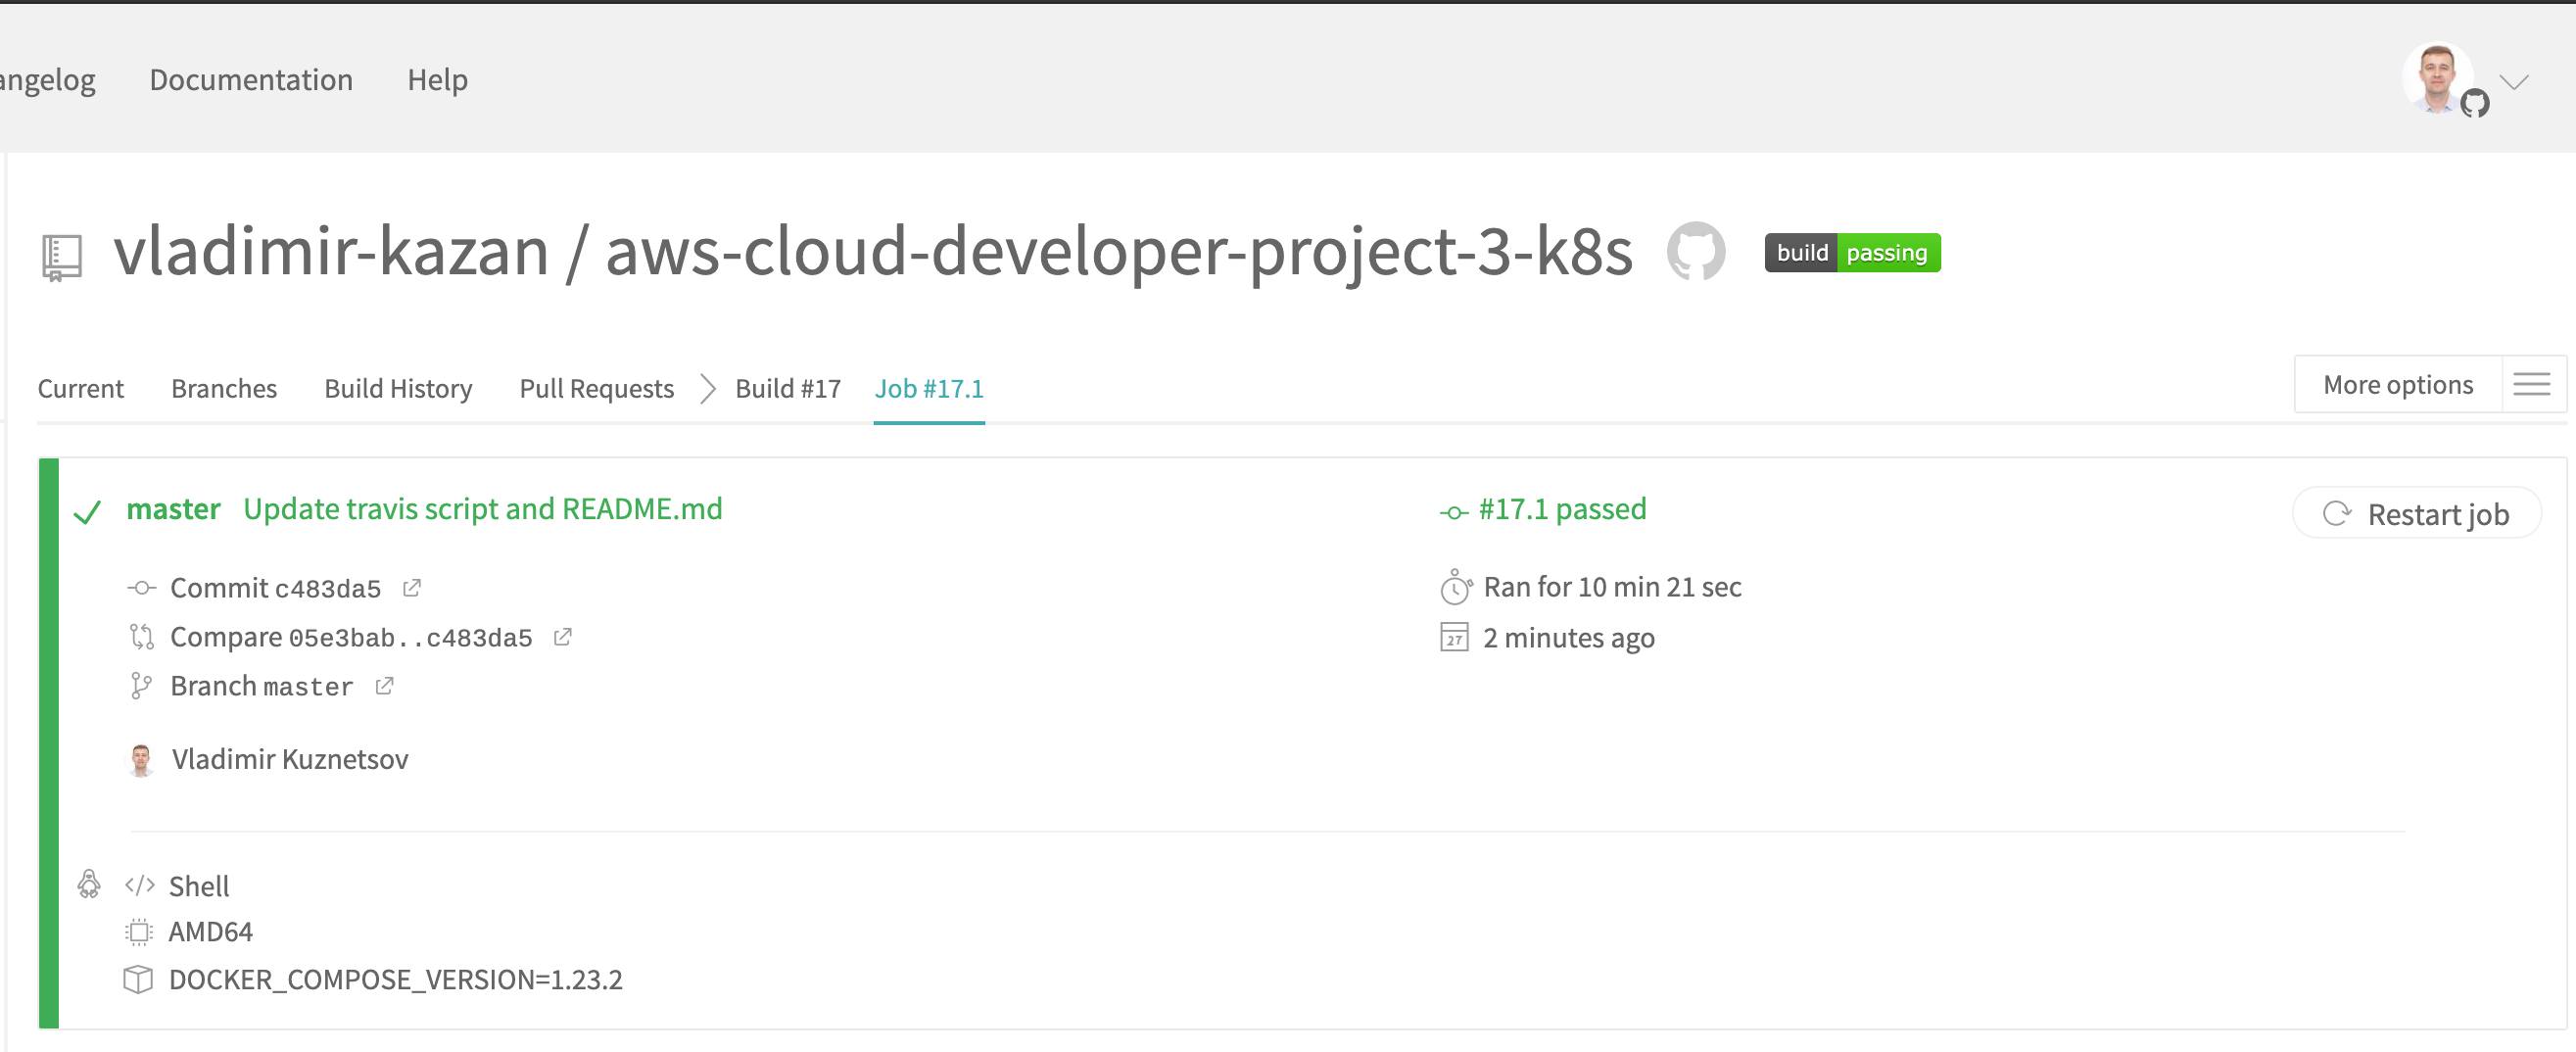 angelog Documentation Help
vladimir-kazan / aws-cloud-developer-project-3-k8s build passing
Current Branches Build History Pull Requests Build #17 Job #17.1 More options
master Update travis script and README.md
#17.1 passed
Restart job
Commit c483da5
Ran for 10 min 21 sec
Compare 05e3bab..c483da5
27 2 minutes ago
Branch master
Vladimir Kuznetsov
</> Shell
AMD64
DOCKER_COMPOSE_VERSION=1.23.2